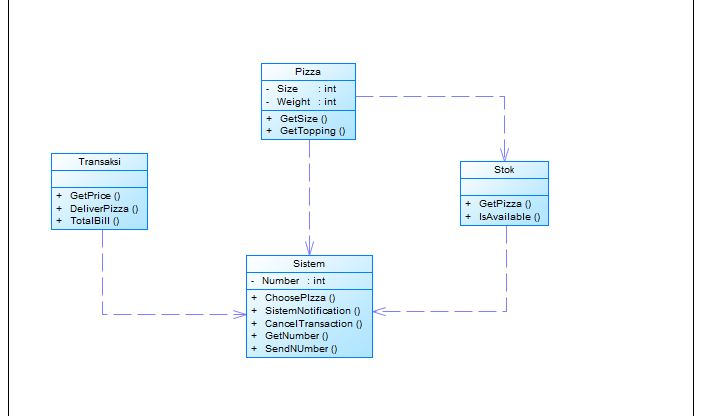 Pizza
- Size : int
- Weight : int
+ GetSize ()
+ GetTopping ()
Transaksi
+ GetPrice ()
+ DeliverPizza ()
+ TotalBill ()
Stok
+ GetPizza ()
+ IsAvailable ()
Sistem
- Number : int
+ ChoosePIzza ()
+ SistemNotification ()
+ CancelTransaction ()
+ GetNumber ()
+ SendNUmber ()